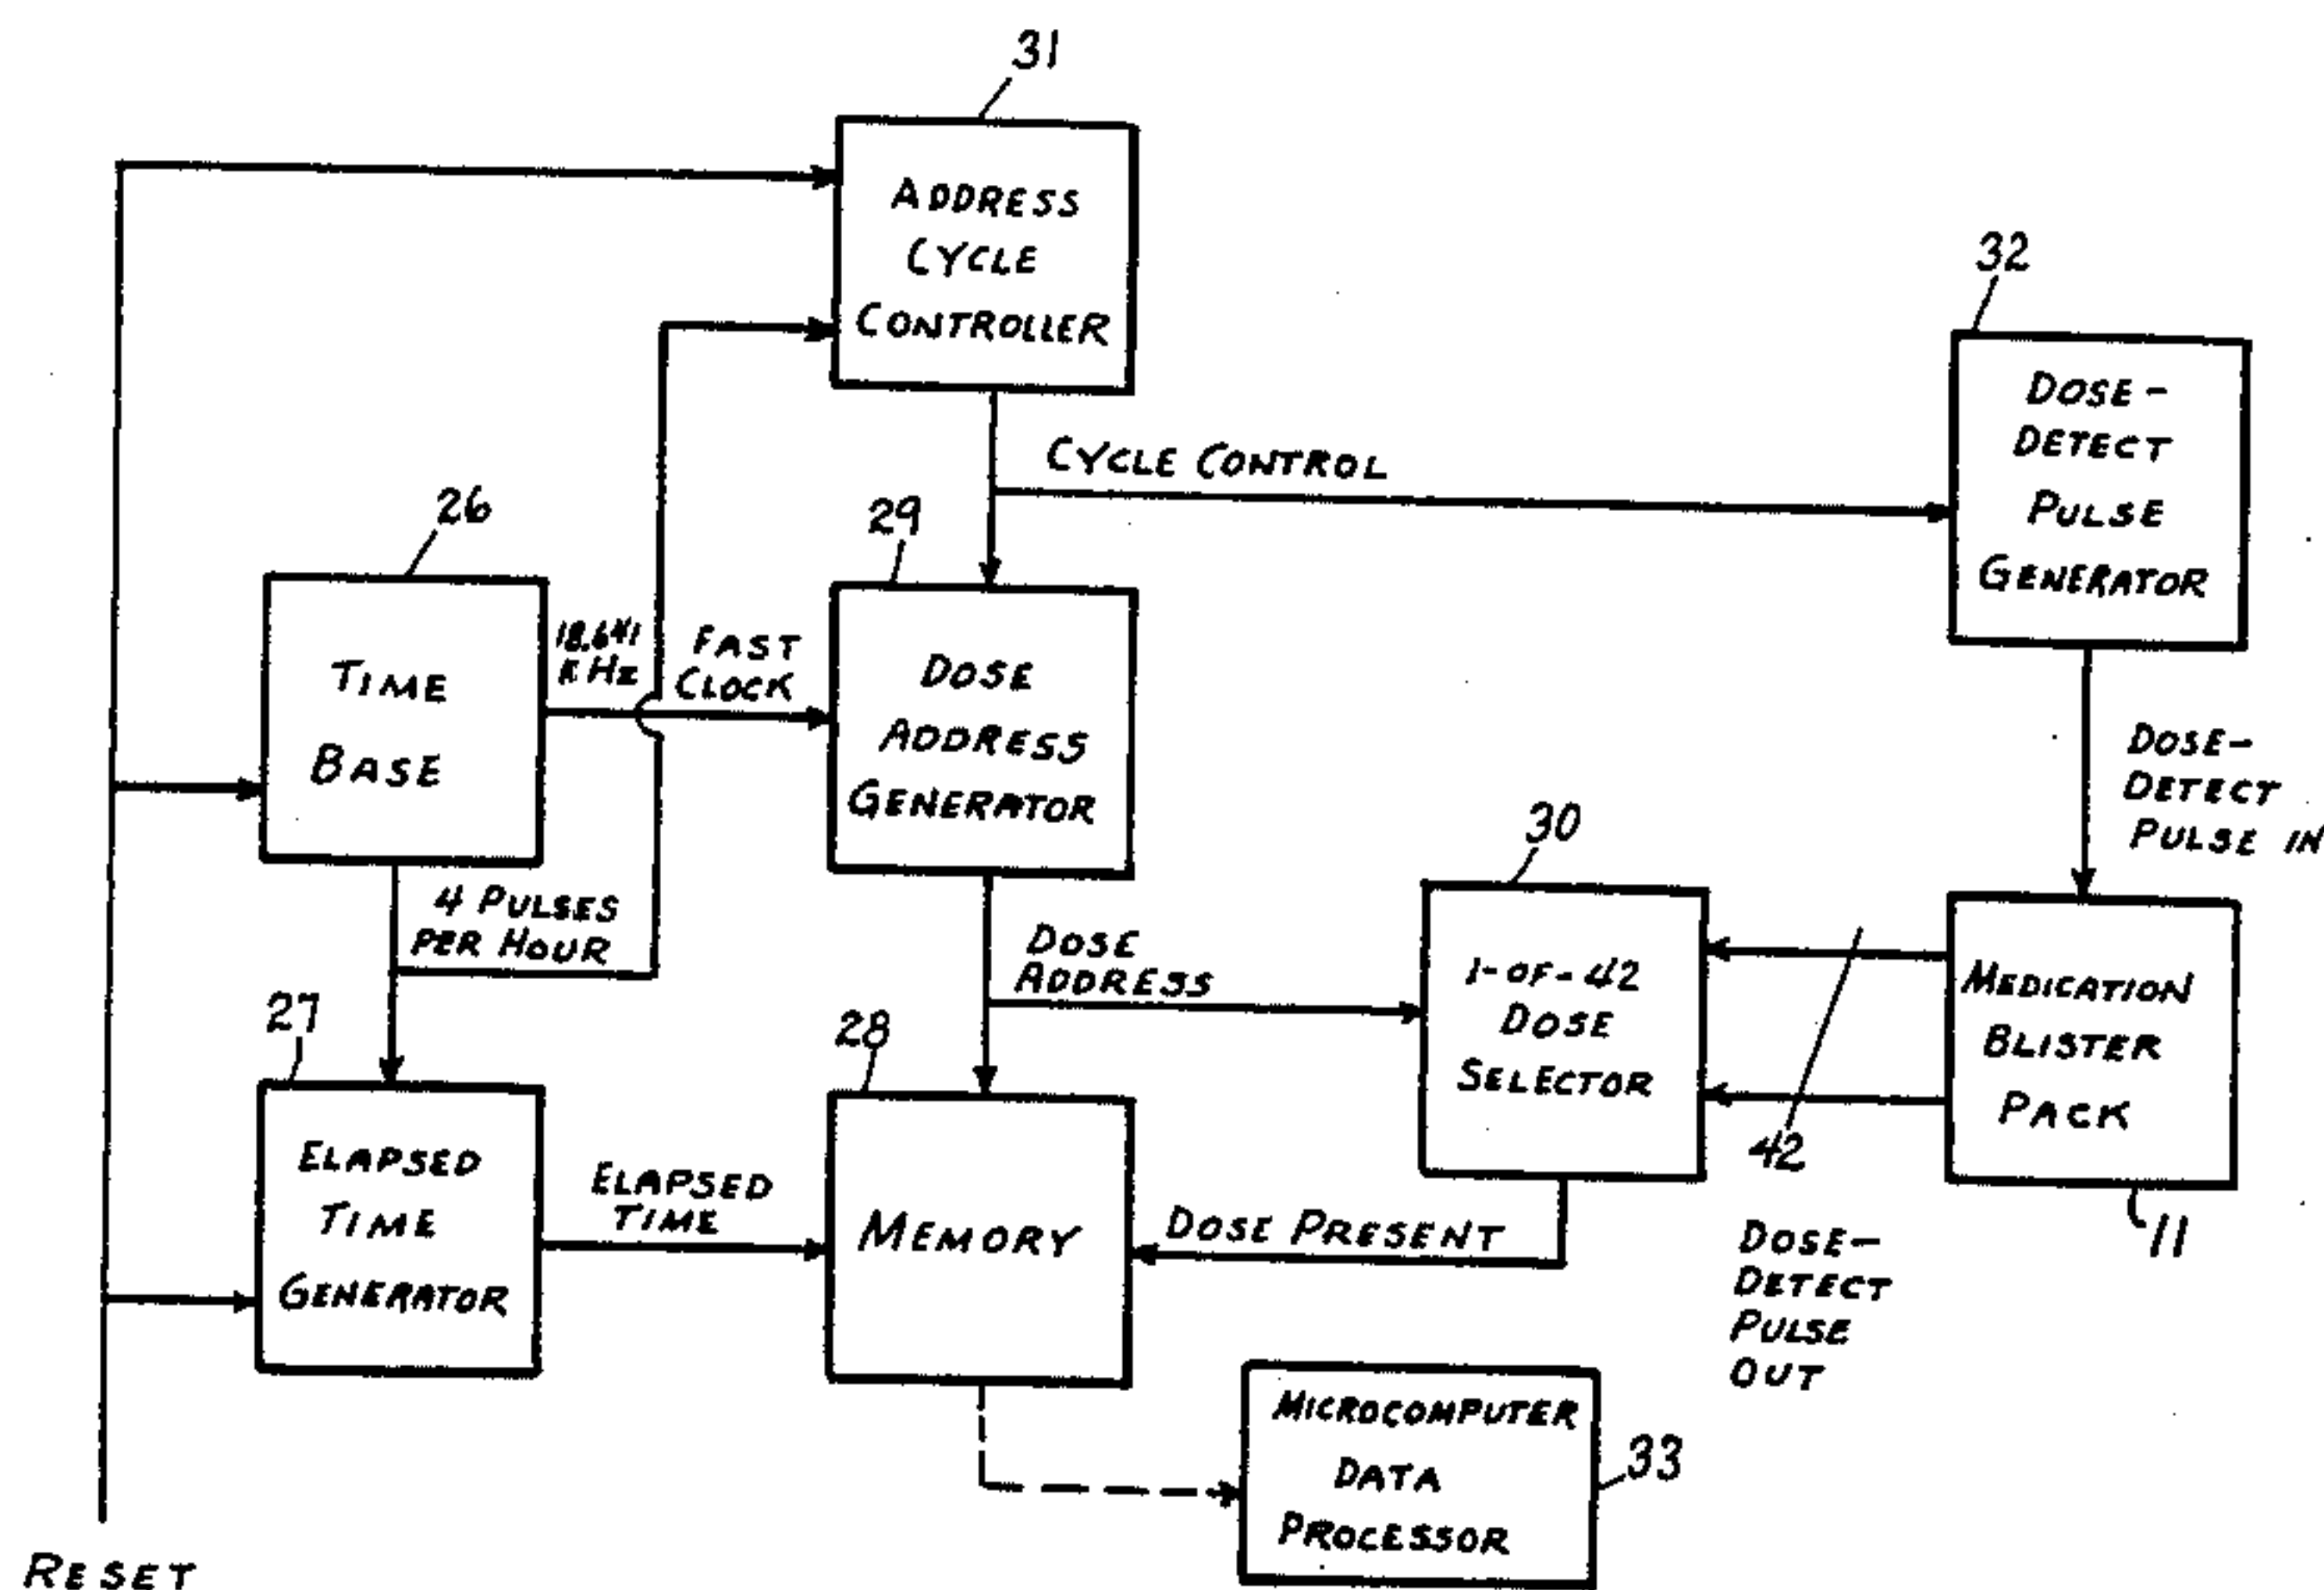 31
ADDRESS
CYCLE
CONTROLLER
32
DOSE-
DETECT
PULSE
GENERATOR
CYCLE CONTROL
26
29
TIME
BASE
18.641
KHz
FAST
CLOCK
DOSE
ADDRESS
GENERATOR
DOSE-
DETECT
PULSE IN
30
4 PULSES
PER HOUR
DOSE
ADDRESS
1-OF-42
DOSE
SELECTOR
MEDICATION
BLISTER
PACK
27
28
42
11
ELAPSED
TIME
GENERATOR
ELAPSED
TIME
MEMORY
DOSE PRESENT
DOSE-
DETECT
PULSE
OUT
MICROCOMPUTER
DATA
PROCESSOR
33
RESET